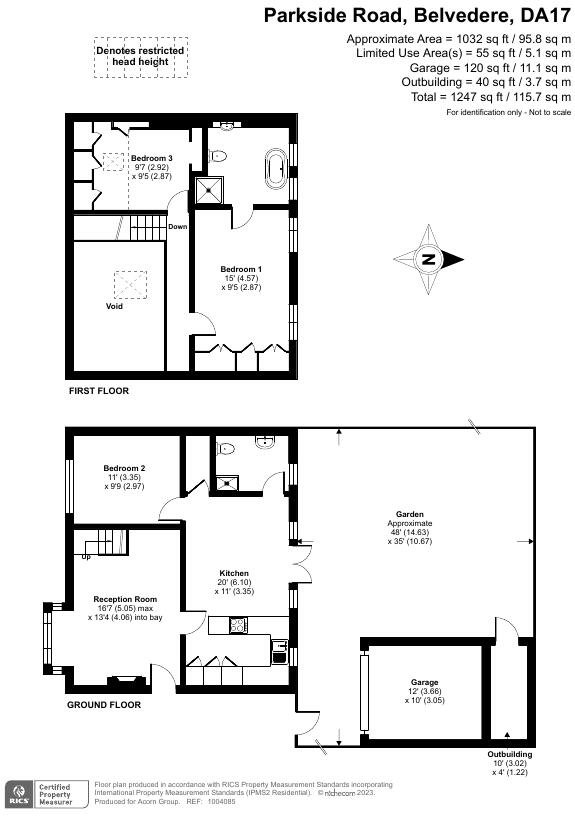 Parkside Road, Belvedere, DA17
Approximate Area = 1032 sq ft / 95.8 sq m
Limited Use Area(s) = 55 sq ft / 5.1 sq m
Garage = 120 sq ft / 11.1 sq m
Outbuilding = 40 sq ft / 3.7 sq m
Total = 1247 sq ft / 115.7 sq m
For identification only - Not to scale
Denotes restricted
head height
Bedroom 3
9'7 (2.92)
x 9'5 (2.87)
Down
Bedroom 1
15' (4.57)
x 9'5 (2.87)
Void
N
FIRST FLOOR
Bedroom 2
11' (3.35)
x 9'9 (2.97)
Garden
Approximate
48' (14.63)
x 35' (10.67)
Up
Kitchen
20' (6.10)
x 11' (3.35)
Reception Room
16'7 (5.05) max
x 13'4 (4.06) into bay
Garage
12' (3.66)
x 10' (3.05)
GROUND FLOOR
Outbuilding
10' (3.02)
x 4' (1.22)
RICS
Certified
Property
Measurer
Floor plan produced in accordance with RICS Property Measurement Standards incorporating
International Property Measurement Standards (IPMS2 Residential). © nichecom 2023.
Produced for Acorn Group. REF: 1004085